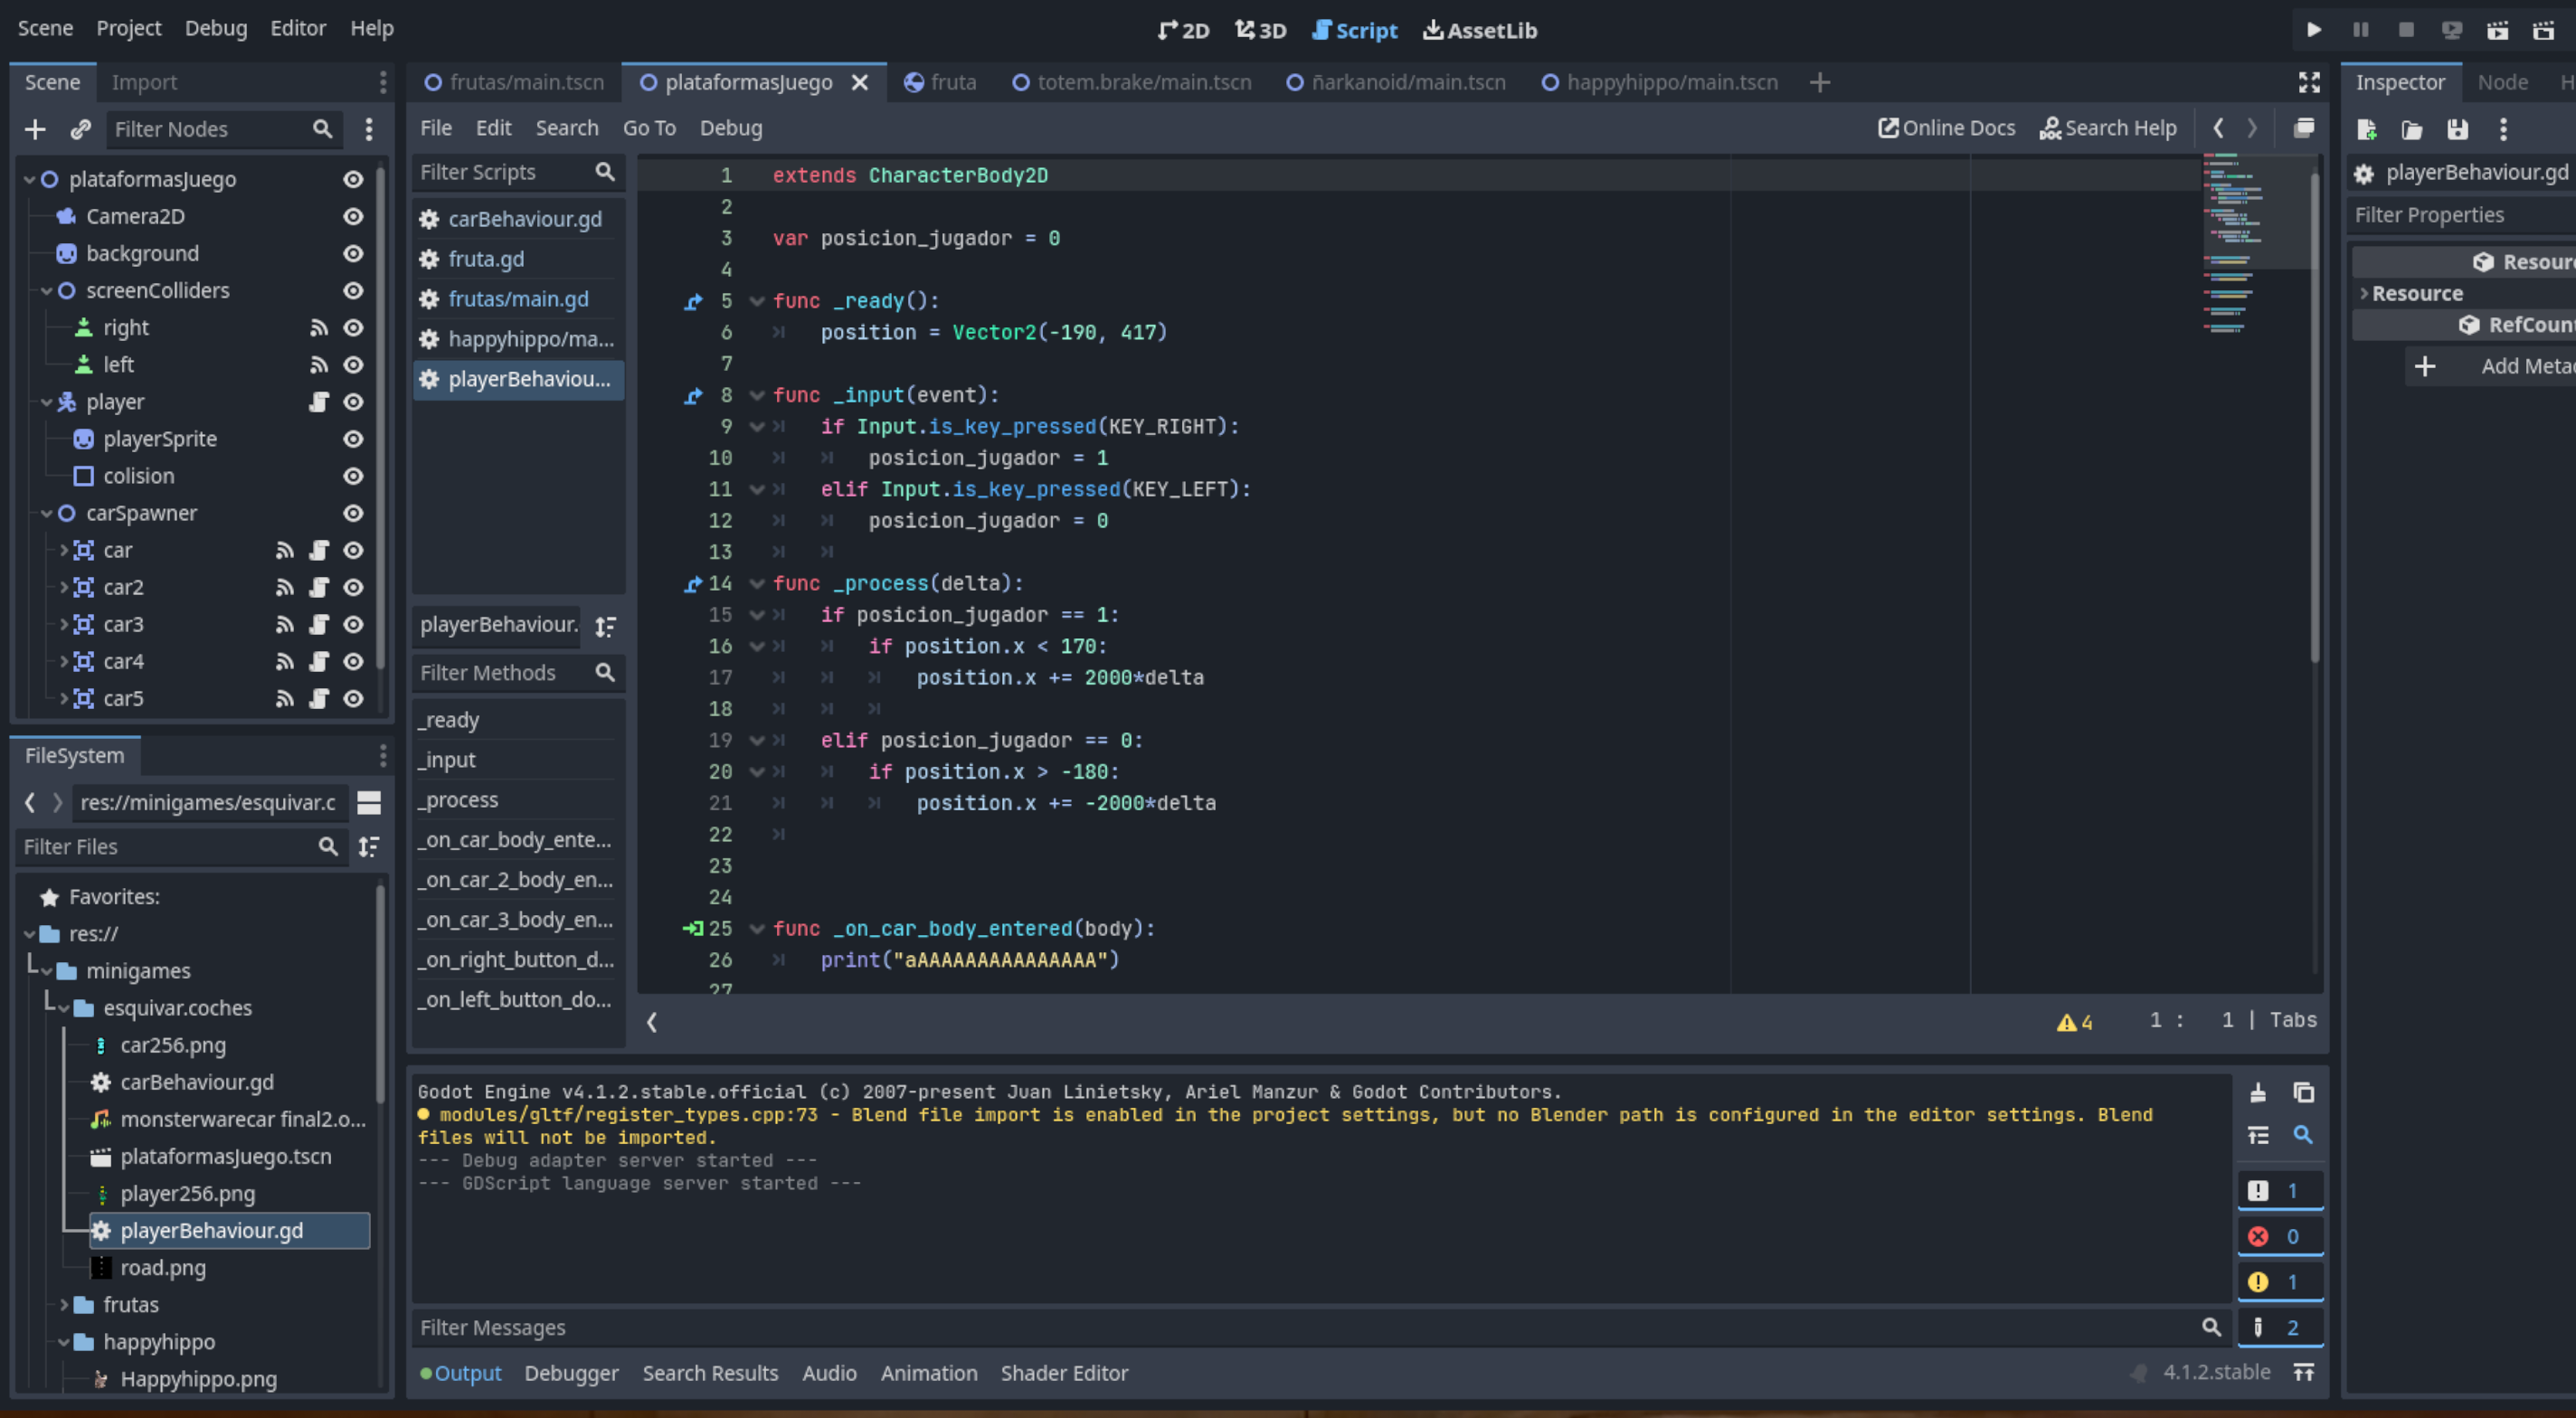 Scene Project Debug Editor Help
2D 3D Script AssetLib
Scene Import
Filter Nodes
plataformasJuego
Camera2D
background
screenColliders
right
left
player
playerSprite
colision
carSpawner
car
car2
car3
car4
car5
FileSystem
res://minigames/esquivar.c
Filter Files
Favorites:
res://
minigames
esquivar.coches
car256.png
carBehaviour.gd
monsterwarecar final2.o...
plataformasJuego.tscn
player256.png
playerBehaviour.gd
road.png
frutas
happyhippo
Happyhippo.png
frutas/main.tscn plataformasJuego fruta totem.brake/main.tscn ñarkanoid/main.tscn happyhippo/main.tscn
File Edit Search Go To Debug
Online Docs Search Help
Filter Scripts
carBehaviour.gd
fruta.gd
frutas/main.gd
happyhippo/ma...
playerBehaviou...
playerBehaviour.
Filter Methods
_ready
_input
_process
_on_car_body_ente...
_on_car_2_body_en...
_on_car_3_body_en...
_on_right_button_d...
_on_left_button_do...
1 extends CharacterBody2D
2
3 var posicion_jugador = 0
4
5 func _ready():
6 position = Vector2(-190, 417)
7
8 func _input(event):
9 if Input.is_key_pressed(KEY_RIGHT):
10 posicion_jugador = 1
11 elif Input.is_key_pressed(KEY_LEFT):
12 posicion_jugador = 0
13
14 func _process(delta):
15 if posicion_jugador == 1:
16 if position.x < 170:
17 position.x += 2000*delta
18
19 elif posicion_jugador == 0:
20 if position.x > -180:
21 position.x += -2000*delta
22
23
24
25 func _on_car_body_entered(body):
26 print("aAAAAAAAAAAAAAAA")
27
4 1 : 1 | Tabs
Godot Engine v4.1.2.stable.official (c) 2007-present Juan Linietsky, Ariel Manzur & Godot Contributors.
modules/gltf/register_types.cpp:73 - Blend file import is enabled in the project settings, but no Blender path is configured in the editor settings. Blend
files will not be imported.
--- Debug adapter server started ---
--- GDScript language server started ---
1
0
1
2
Filter Messages
Output Debugger Search Results Audio Animation Shader Editor
4.1.2.stable
Inspector Node H
playerBehaviour.gd
Filter Properties
Resour
Resource
RefCoun
Add Meta